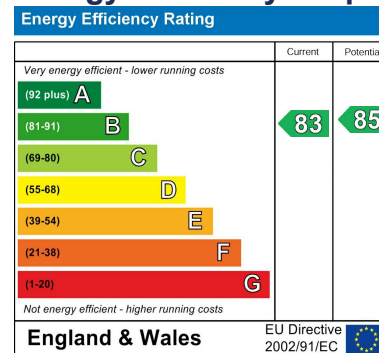 Energy Efficiency Rating
Current Potential
Very energy efficient - lower running costs
(92 plus) A
(81-91) B
83 85
(69-80) C
(55-68) D
(39-54) E
(21-38) F
(1-20) G
Not energy efficient - higher running costs
England & Wales
EU Directive
2002/91/EC